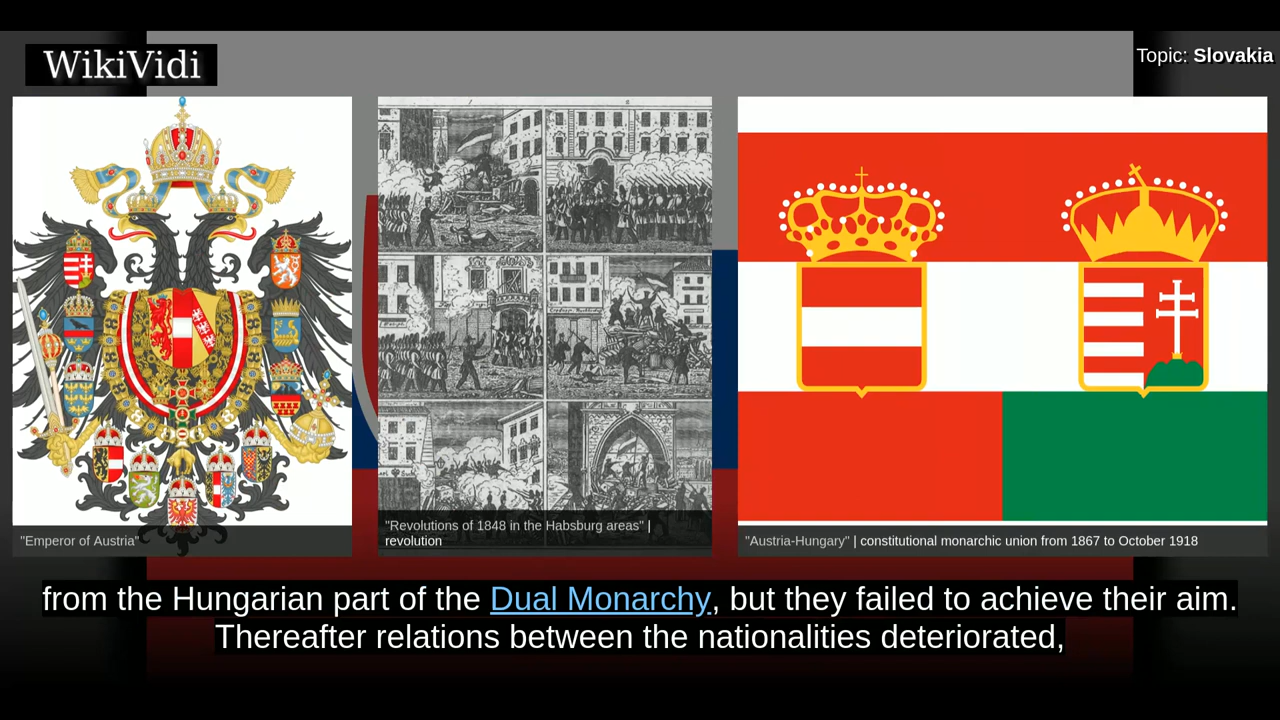 WikiVidi
Topic: Slovakia
"Emperor of Austria"
"Revolutions of 1848 in the Habsburg areas" |
revolution
"Austria-Hungary" | constitutional monarchic union from 1867 to October 1918
from the Hungarian part of the Dual Monarchy, but they failed to achieve their aim.
Thereafter relations between the nationalities deteriorated,